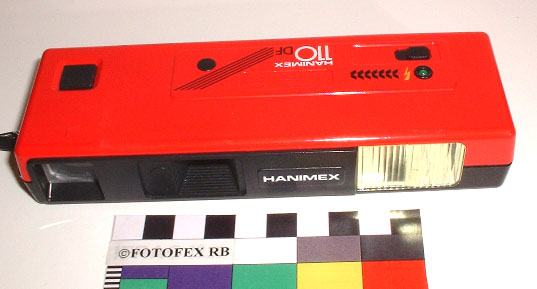 HANIMEX
110 DF
HANIMEX
©FOTOFEX RB